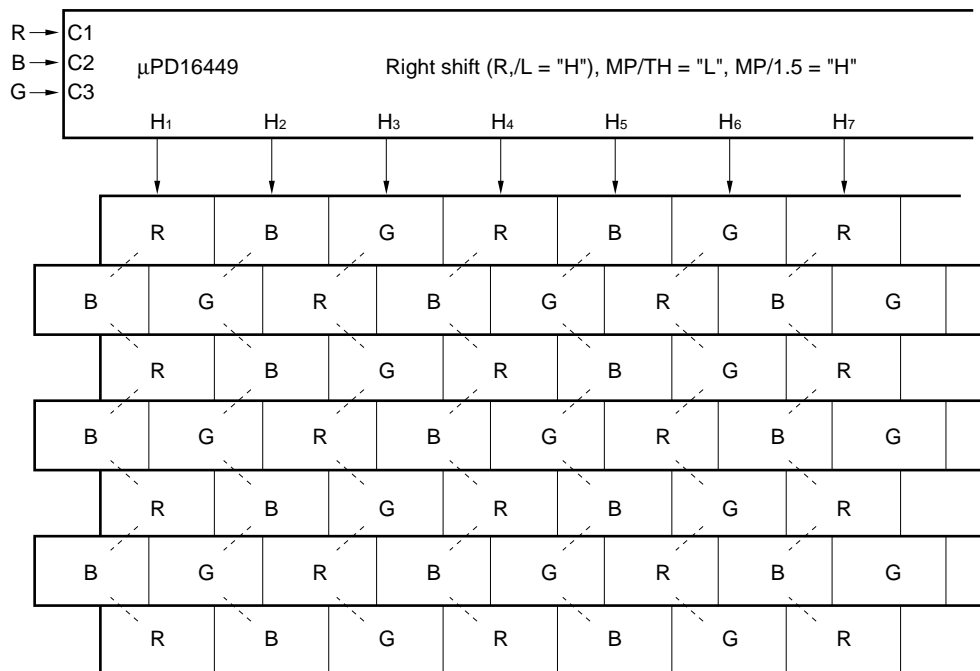 R C1
B C2 µPD16449 Right shift (R,/L = "H"), MP/TH = "L", MP/1.5 = "H"
G C3
H1 H2 H3 H4 H5 H6 H7
R B G R B G R
B G R B G R B G
R B G R B G R
B G R B G R B G
R B G R B G R
B G R B G R B G
R B G R B G R